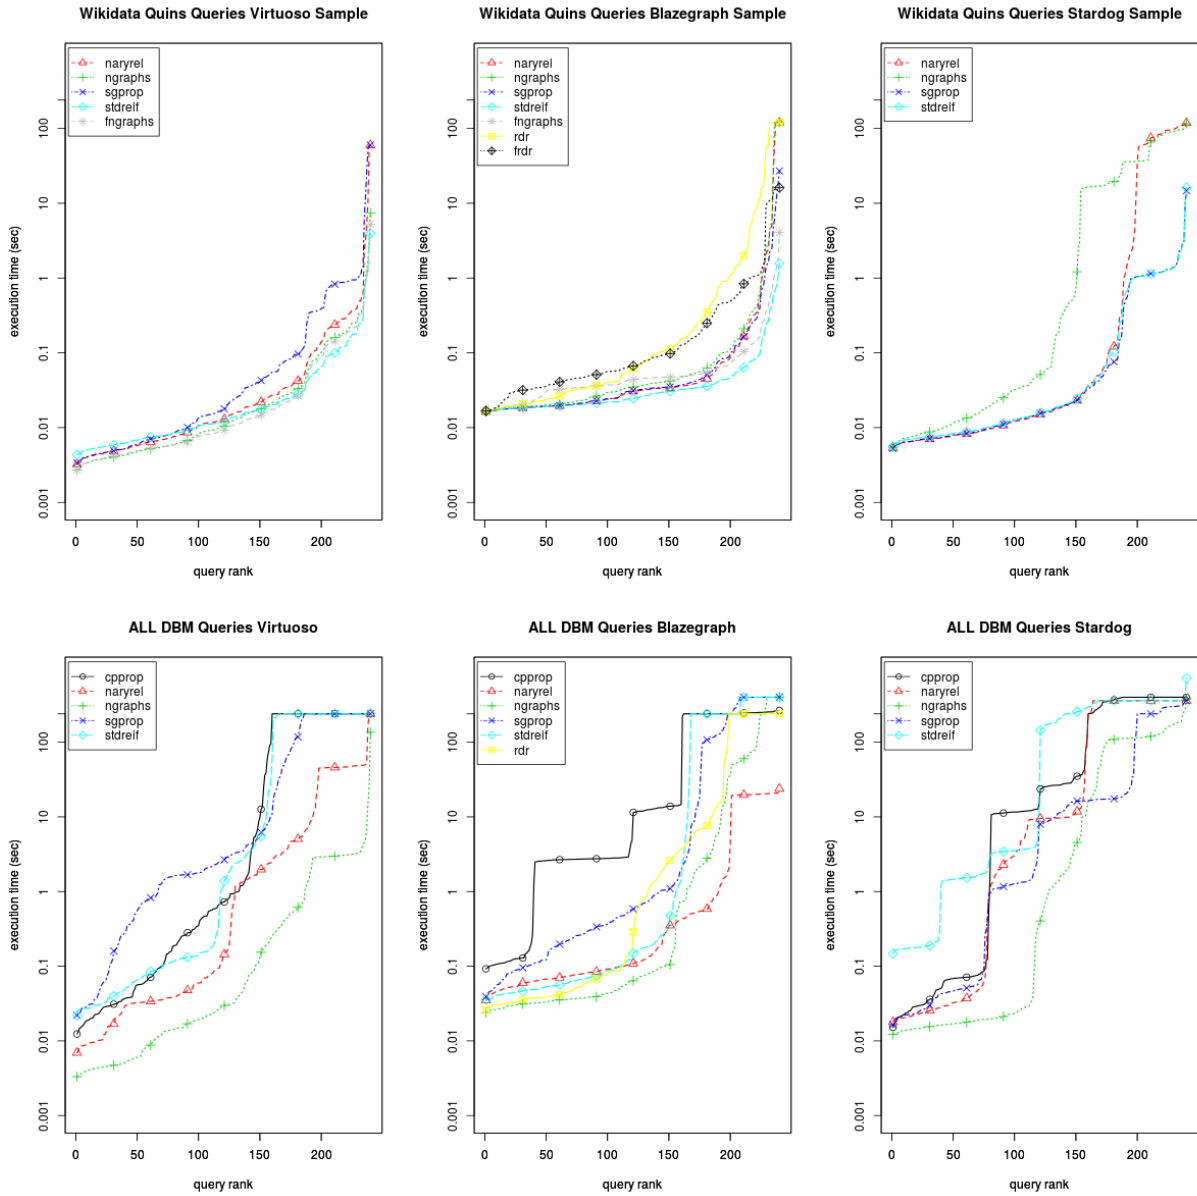 Wikidata Quins Queries Virtuoso Sample
naryrel
ngraphs
sgprop
stdreif
fngraphs
execution time (sec)
100
10
1
0.1
0.01
0.001
0 50 100 150 200
query rank
Wikidata Quins Queries Blazegraph Sample
naryrel
ngraphs
sgprop
stdreif
fngraphs
rdr
frdr
execution time (sec)
100
10
1
0.1
0.01
0.001
0 50 100 150 200
query rank
Wikidata Quins Queries Stardog Sample
naryrel
ngraphs
sgprop
stdreif
execution time (sec)
100
10
1
0.1
0.01
0.001
0 50 100 150 200
query rank
ALL DBM Queries Virtuoso
cpprop
naryrel
ngraphs
sgprop
stdreif
execution time (sec)
100
10
1
0.1
0.01
0.001
0 50 100 150 200
query rank
ALL DBM Queries Blazegraph
cpprop
naryrel
ngraphs
sgprop
stdreif
rdr
execution time (sec)
100
10
1
0.1
0.01
0.001
0 50 100 150 200
query rank
ALL DBM Queries Stardog
cpprop
naryrel
ngraphs
sgprop
stdreif
execution time (sec)
100
10
1
0.1
0.01
0.001
0 50 100 150 200
query rank